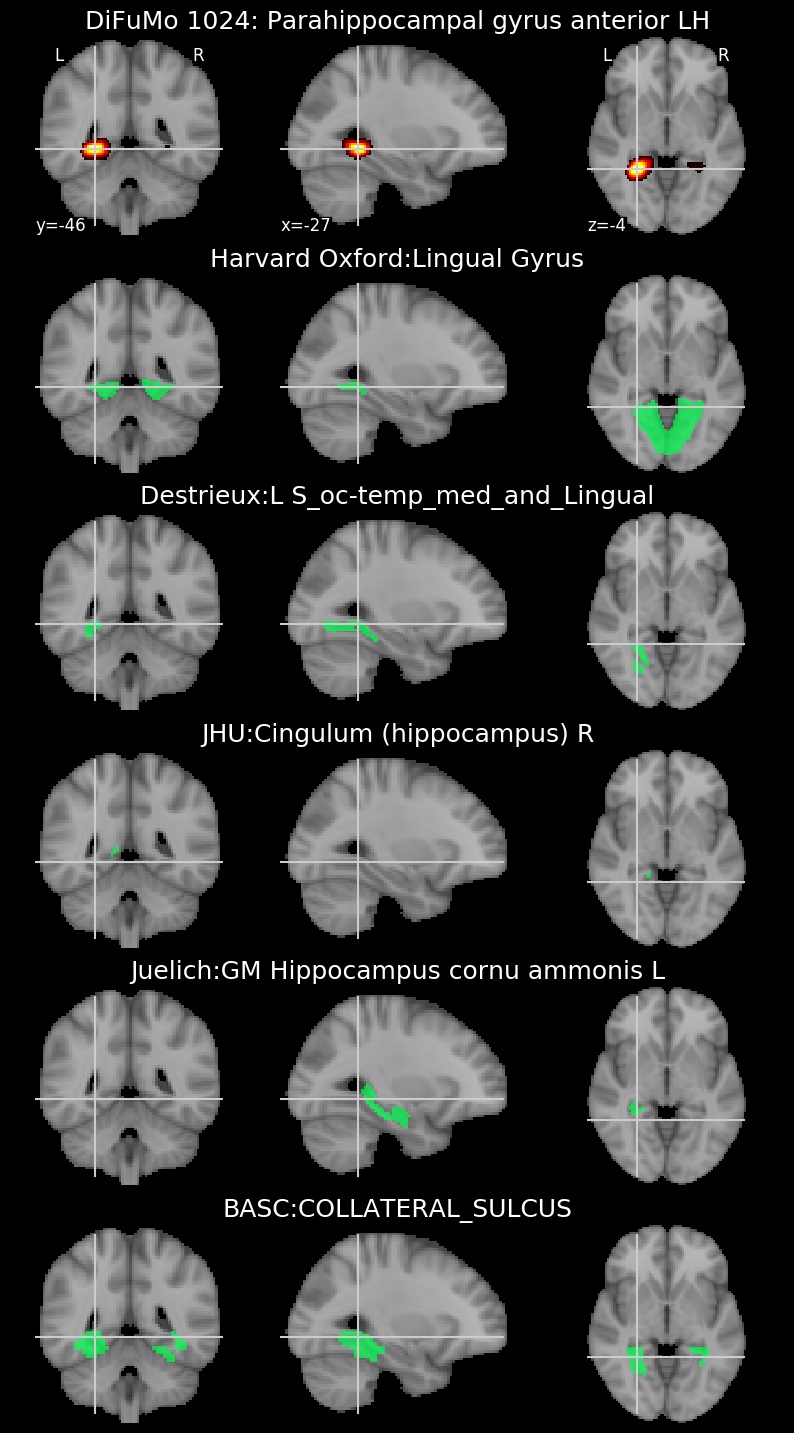 DiFuMo 1024: Parahippocampal gyrus anterior LH
L R L R
y=-46 x=-27 z=-4
Harvard Oxford:Lingual Gyrus
Destrieux:L S_oc-temp_med_and_Lingual
JHU:Cingulum (hippocampus) R
Juelich:GM Hippocampus cornu ammonis L
BASC:COLLATERAL_SULCUS